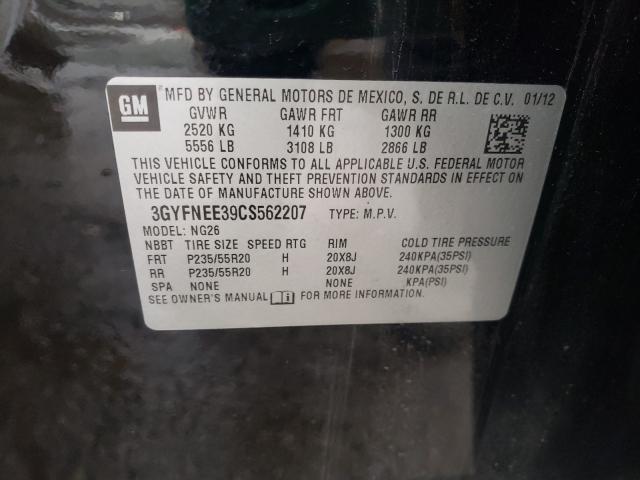 GM
MFD BY GENERAL MOTORS DE MEXICO, S. DE R.L. DE C.V. 01/12
GVWR GAWR FRT GAWR RR
2520 KG 1410 KG 1300 KG
5556 LB 3108 LB 2866 LB
THIS VEHICLE CONFORMS TO ALL APPLICABLE U.S. FEDERAL MOTOR
VEHICLE SAFETY AND THEFT PREVENTION STANDARDS IN EFFECT ON
THE DATE OF MANUFACTURE SHOWN ABOVE.
3GYFNEE39CS562207 TYPE: M.P.V.
MODEL: NG26
NBBT TIRE SIZE SPEED RTG RIM COLD TIRE PRESSURE
FRT P235/55R20 H 20X8J 240KPA(35PSI)
RR P235/55R20 H 20X8J 240KPA(35PSI)
SPA NONE NONE KPA(PSI)
SEE OWNER'S MANUAL FOR MORE INFORMATION.